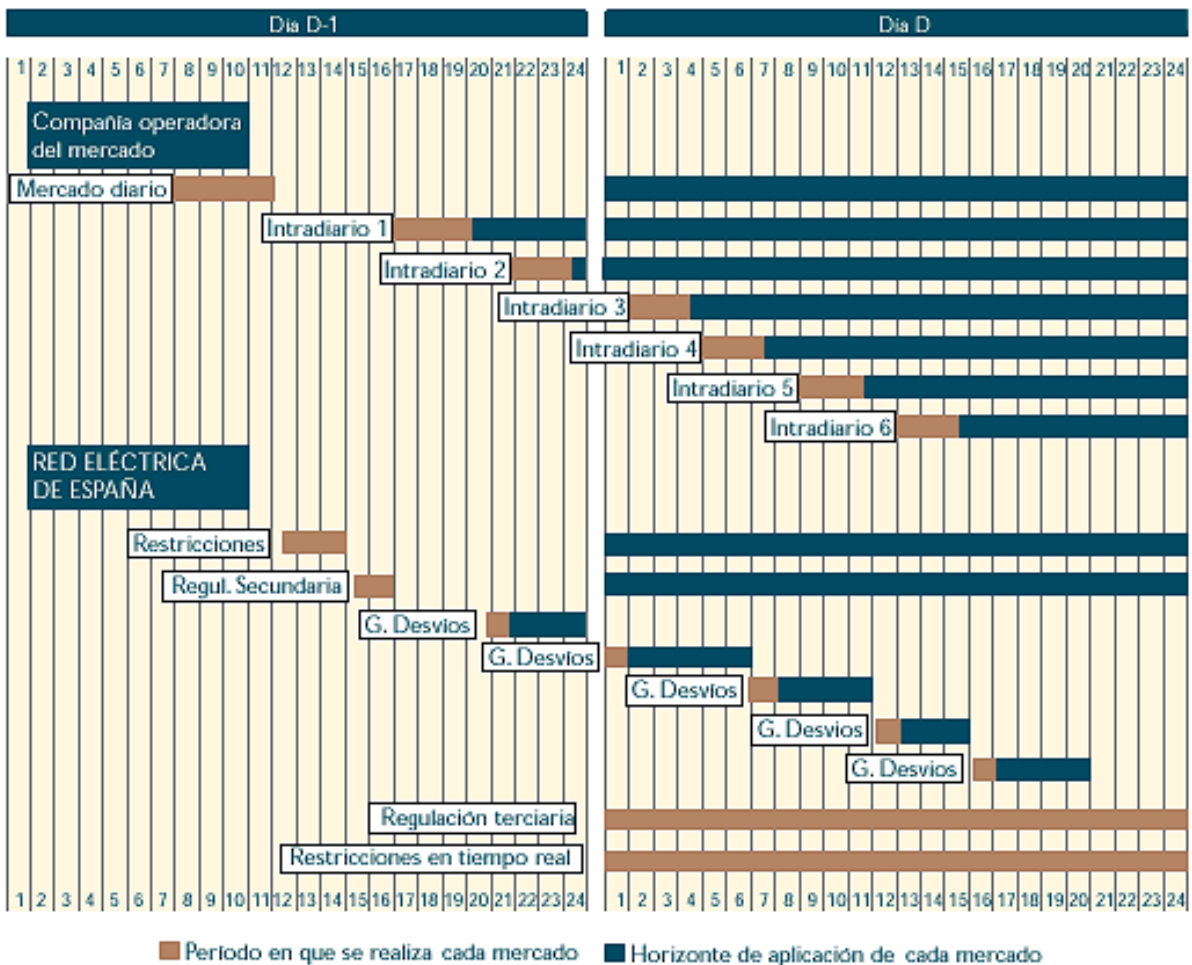 Dia D-1
Dia D
1 2 3 4 5 6 7 8 9 10 11 12 13 14 15 16 17 18 19 20 21 22 23 24
1 2 3 4 5 6 7 8 9 10 11 12 13 14 15 16 17 18 19 20 21 22 23 24
Compañía operadora
del mercado
Mercado diario
Intradiario 1
Intradiario 2
Intradiario 3
Intradiario 4
Intradiario 5
Intradiario 6
RED ELÉCTRICA
DE ESPAÑA
Restricciones
Regul. Secundaria
G. Desvíos
G. Desvíos
G. Desvíos
G. Desvíos
G. Desvíos
Regulación terciaria
Restricciones en tiempo real
1 2 3 4 5 6 7 8 9 10 11 12 13 14 15 16 17 18 19 20 21 22 23 24
1 2 3 4 5 6 7 8 9 10 11 12 13 14 15 16 17 18 19 20 21 22 23 24
Período en que se realiza cada mercado
Horizonte de aplicación de cada mercado